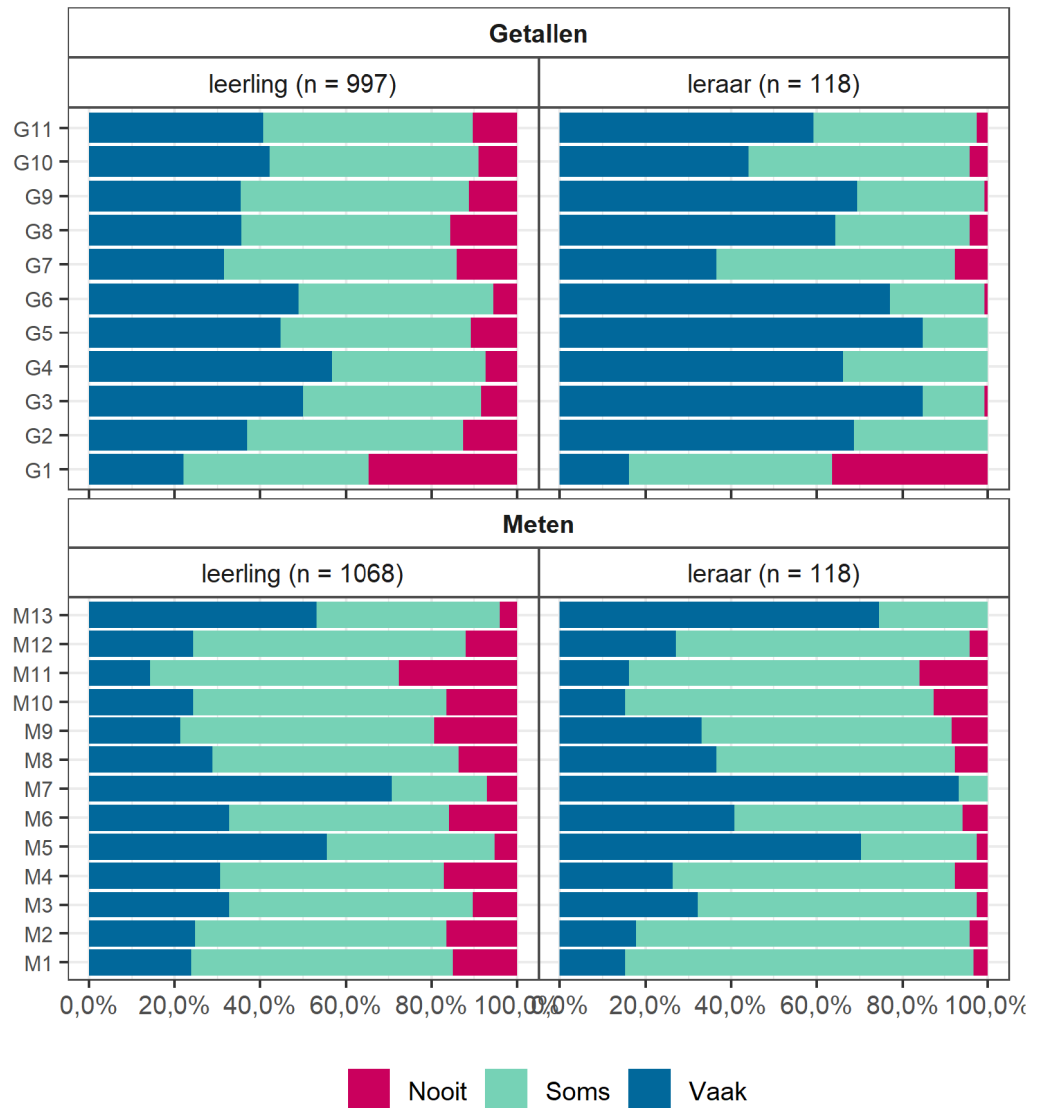 Getallen
leerling (n = 997) leraar (n = 118)
G11
G10
G9
G8
G7
G6
G5
G4
G3
G2
G1
Meten
leerling (n = 1068) leraar (n = 118)
M13
M12
M11
M10
M9
M8
M7
M6
M5
M4
M3
M2
M1
0,0% 20,0% 40,0% 60,0% 80,0% 100,0% 0,0% 20,0% 40,0% 60,0% 80,0% 100,0%
Nooit Soms Vaak